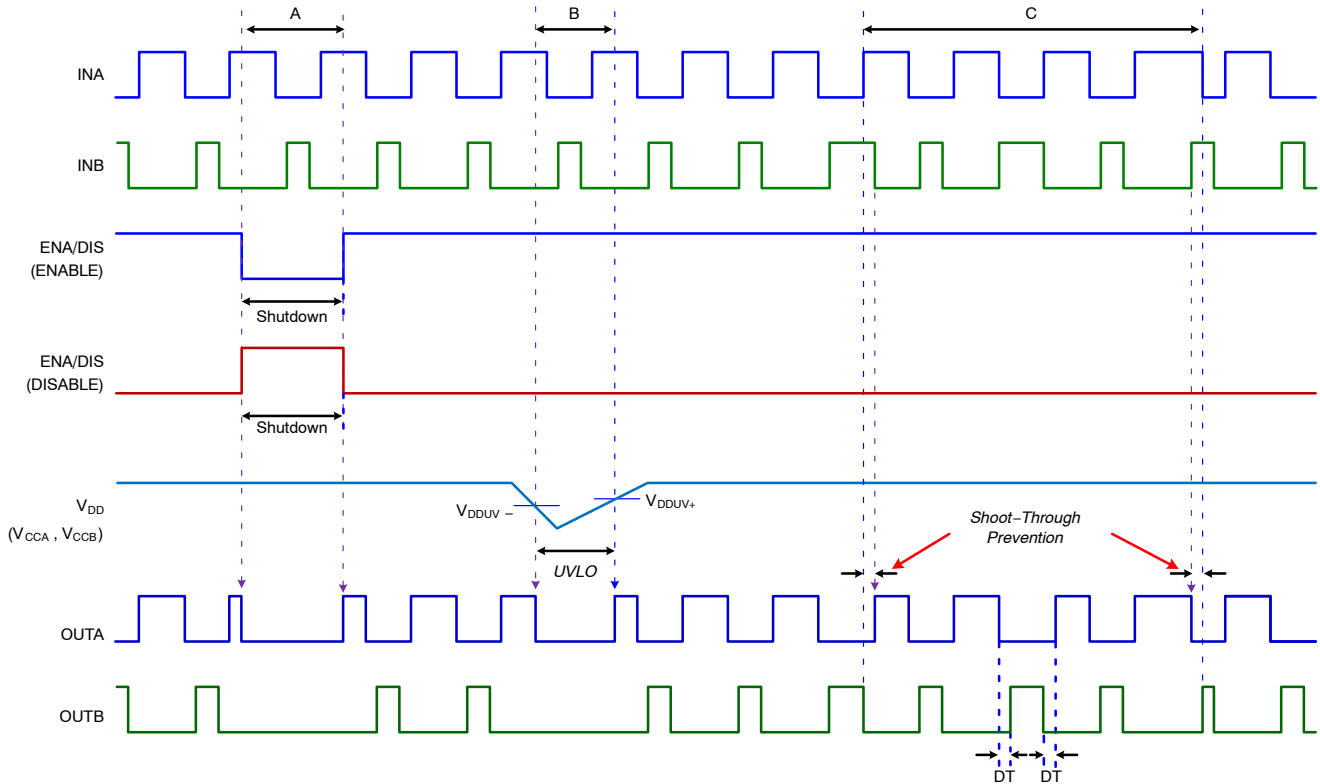 A
B
C
INA
INB
ENA/DIS
(ENABLE)
Shutdown
ENA/DIS
(DISABLE)
Shutdown
VDD
(VCCA , VCCB)
VDDUV −
VDDUV+
UVLO
Shoot−Through
Prevention
OUTA
OUTB
DT
DT